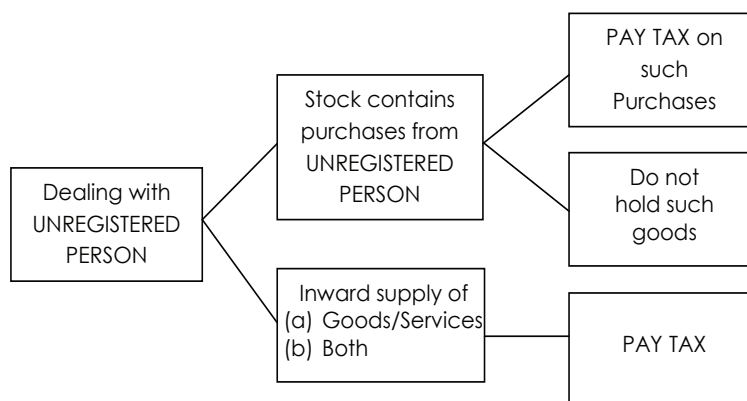 Dealing with
UNREGISTERED
PERSON
Stock contains
purchases from
UNREGISTERED
PERSON
PAY TAX on
such
Purchases
Do not
hold such
goods
Inward supply of
(a) Goods/Services
(b) Both
PAY TAX